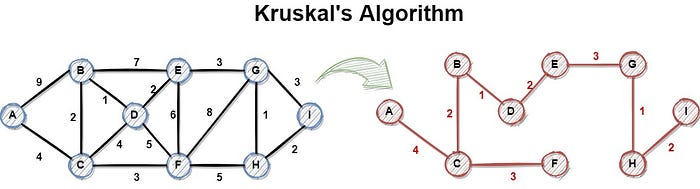 Kruskal's Algorithm
B 7 E 3 G
9 1 2 3
A 2 D 6 8 1 I
4 4 5 2
C 3 F 5 H
B E 3 G
1 2
A 2 D 1 I
4 2
C 3 F H